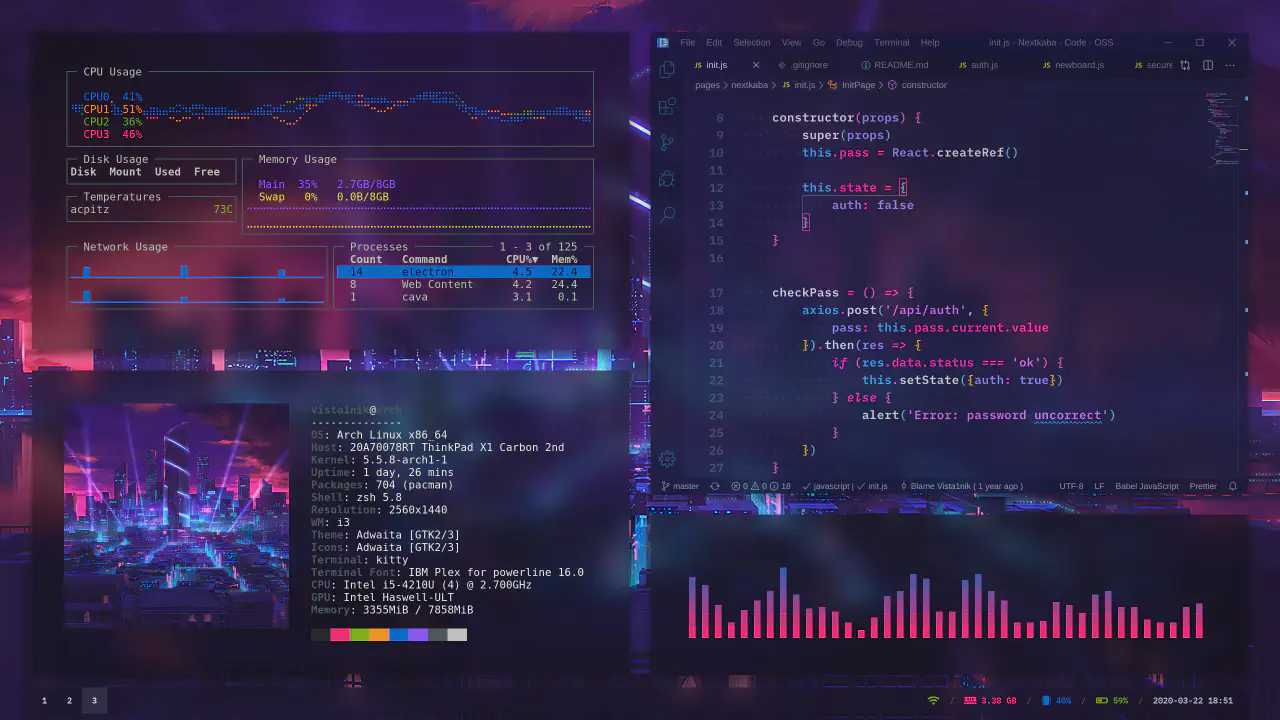 CPU Usage
CPU0 41%
CPU1 51%
CPU2 36%
CPU3 46%
Disk Usage
Disk Mount Used Free
Temperatures
acpitz 73C
Memory Usage
Main 35% 2.7GB/8GB
Swap 0% 0.0B/8GB
Network Usage
Processes 1 - 3 of 125
Count Command CPU%▼ Mem%
14 electron 4.5 22.4
8 Web Content 4.2 24.4
1 cava 3.1 0.1
vistalnik@arch
--------------
OS: Arch Linux x86_64
Host: 20A70078RT ThinkPad X1 Carbon 2nd
Kernel: 5.5.8-arch1-1
Uptime: 1 day, 26 mins
Packages: 704 (pacman)
Shell: zsh 5.8
Resolution: 2560x1440
WM: i3
Theme: Adwaita [GTK2/3]
Icons: Adwaita [GTK2/3]
Terminal: kitty
Terminal Font: IBM Plex for powerline 16.0
CPU: Intel i5-4210U (4) @ 2.700GHz
GPU: Intel Haswell-ULT
Memory: 3355MiB / 7858MiB
File Edit Selection View Go Debug Terminal Help init.js - Nextkaba - Code - OSS
JS init.js .gitignore README.md JS auth.js JS newboard.js JS secure
pages > nextkaba > JS init.js > InitPage > constructor
8 constructor(props) {
9 super(props)
10 this.pass = React.createRef()
11
12 this.state = {
13 auth: false
14 }
15 }
16
17 checkPass = () => {
18 axios.post('/api/auth', {
19 pass: this.pass.current.value
20 }).then(res => {
21 if (res.data.status === 'ok') {
22 this.setState({auth: true})
23 } else {
24 alert('Error: password uncorrect')
25 }
26 })
27 }
master 0 0 18 javascript | init.js Blame Vista1nik ( 1 year ago ) UTF-8 LF Babel JavaScript Prettier
1 2 3
/ 3.38 GB / 40% / 59% / 2020-03-22 18:51